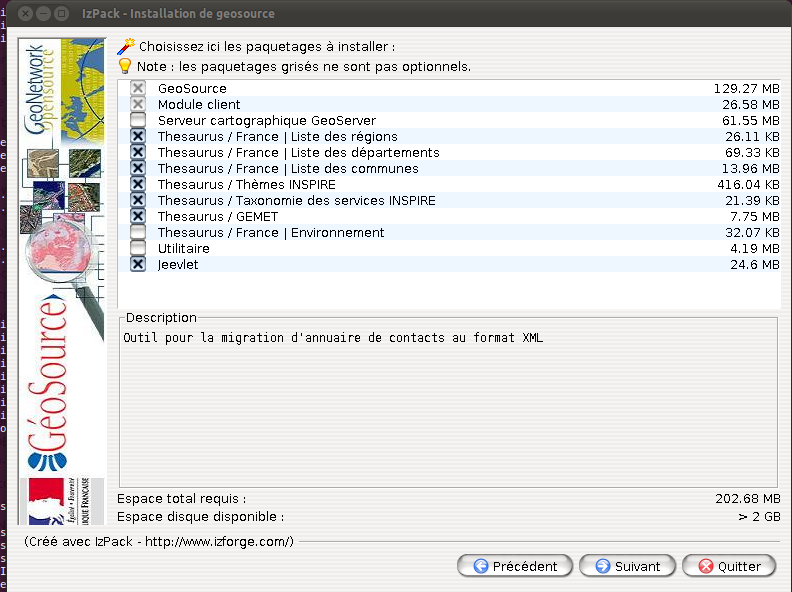 IzPack - Installation de geosource
Choisissez ici les paquetages à installer :
Note : les paquetages grisés ne sont pas optionnels.
GeoSource 129.27 MB
Module client 26.58 MB
Serveur cartographique GeoServer 61.55 MB
Thesaurus / France | Liste des régions 26.11 KB
Thesaurus / France | Liste des départements 69.33 KB
Thesaurus / France | Liste des communes 13.96 MB
Thesaurus / Thèmes INSPIRE 416.04 KB
Thesaurus / Taxonomie des services INSPIRE 21.39 KB
Thesaurus / GEMET 7.75 MB
Thesaurus / France | Environnement 32.07 KB
Utilitaire 4.19 MB
Jeevlet 24.6 MB
Description
Outil pour la migration d'annuaire de contacts au format XML
Espace total requis : 202.68 MB
Espace disque disponible : > 2 GB
(Créé avec IzPack - http://www.izforge.com/)
Précédent
Suivant
Quitter
GeoNetwork
Opensource
GéoSource
Égalité • Fraternité
IQUE FRANÇAISE